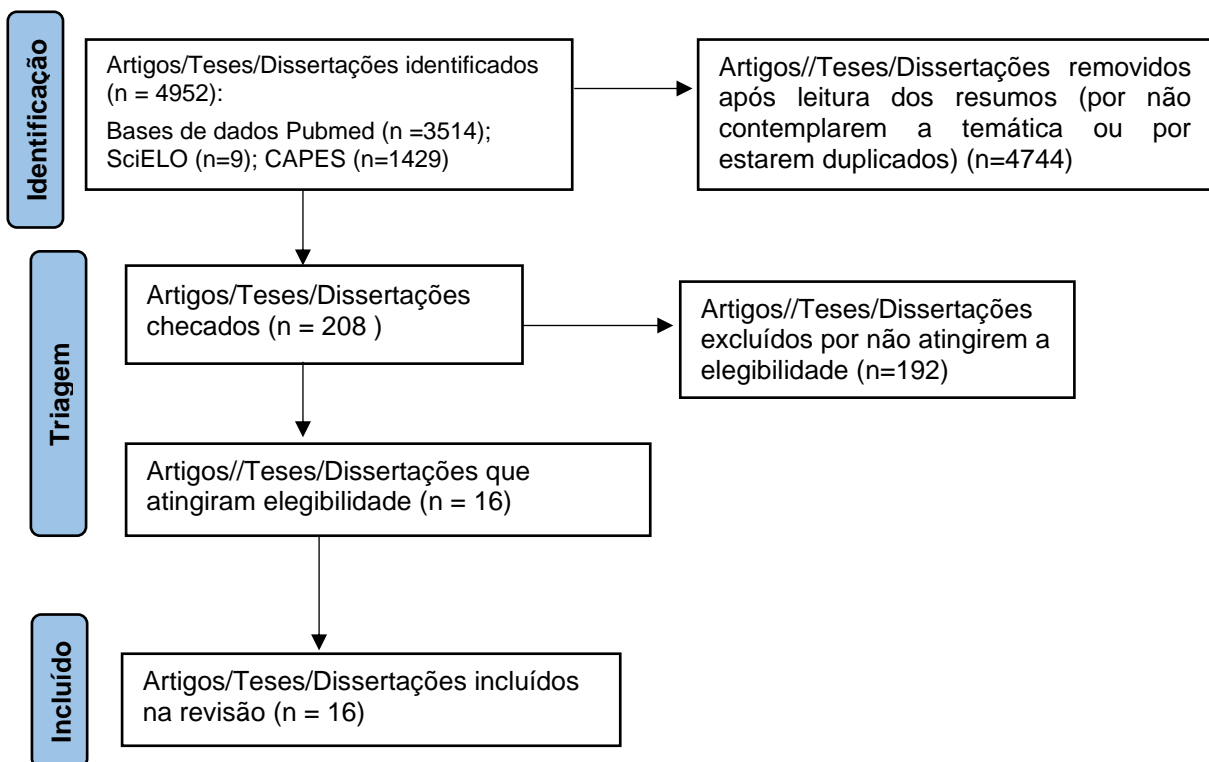 Identificação
Artigos/Teses/Dissertações identificados
(n = 4952):
Bases de dados Pubmed (n =3514);
SciELO (n=9); CAPES (n=1429)
Artigos//Teses/Dissertações removidos
após leitura dos resumos (por não
contemplarem a temática ou por
estarem duplicados) (n=4744)
Triagem
Artigos/Teses/Dissertações
checados (n = 208 )
Artigos//Teses/Dissertações
excluídos por não atingirem a
elegibilidade (n=192)
Artigos//Teses/Dissertações que
atingiram elegibilidade (n = 16)
Incluído
Artigos/Teses/Dissertações incluídos
na revisão (n = 16)